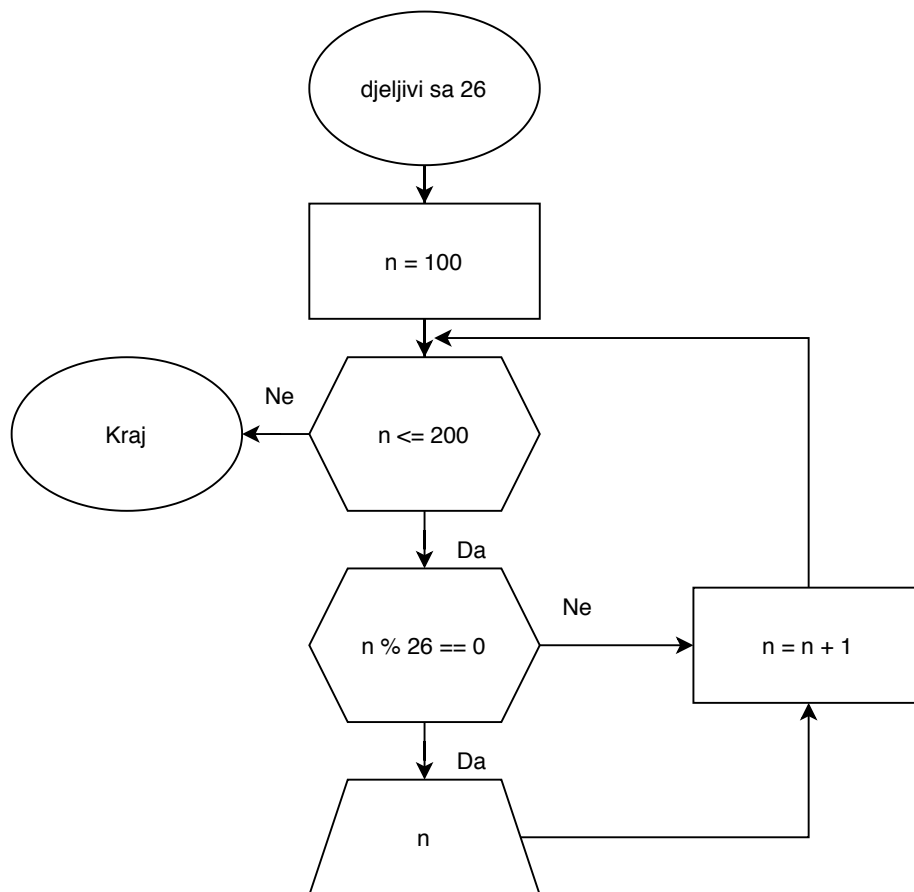 djeljivi sa 26
n = 100
Ne
Kraj
n <= 200
Da
Ne
n % 26 == 0
n = n + 1
Da
n